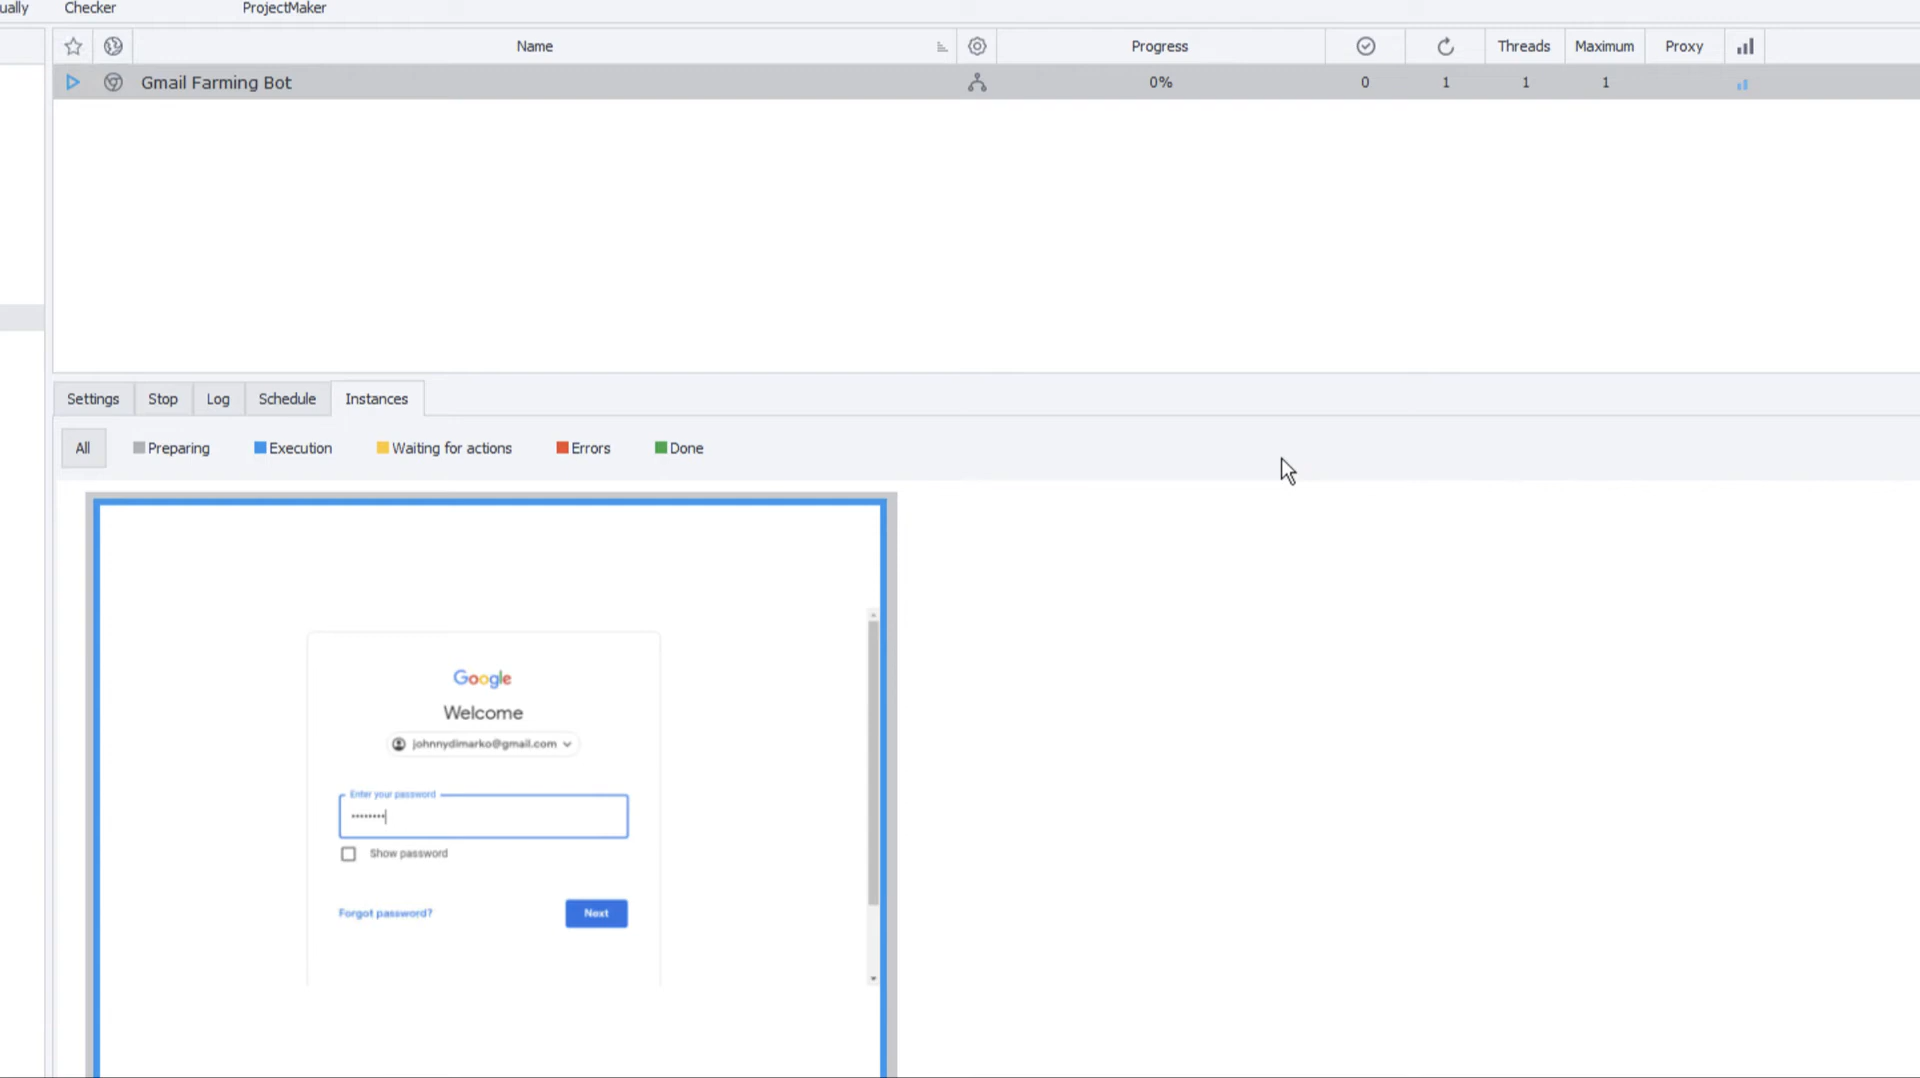 ually Checker ProjectMaker
Name Progress Threads Maximum Proxy
Gmail Farming Bot 0% 0 1 1 1
Settings Stop Log Schedule Instances
All Preparing Execution Waiting for actions Errors Done
Google
Welcome
johnnydimarko@gmail.com
Enter your password
Show password
Forgot password? Next